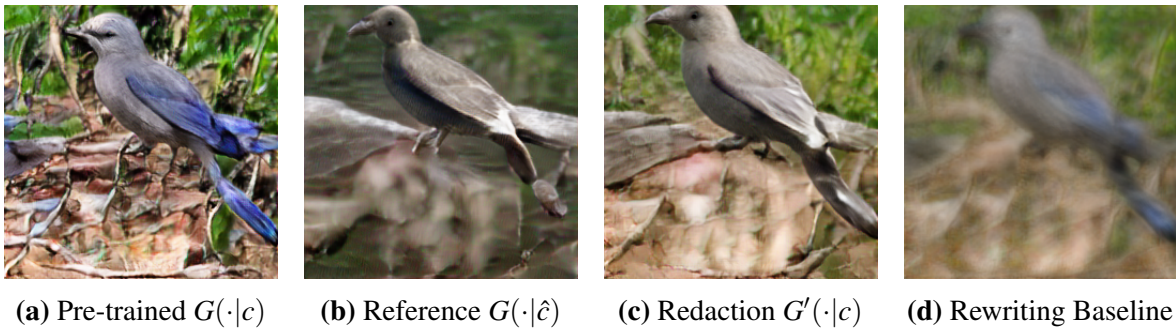 (a) Pre-trained G(·|c)
(b) Reference G(·|ĉ)
(c) Redaction G′(·|c)
(d) Rewriting Baseline